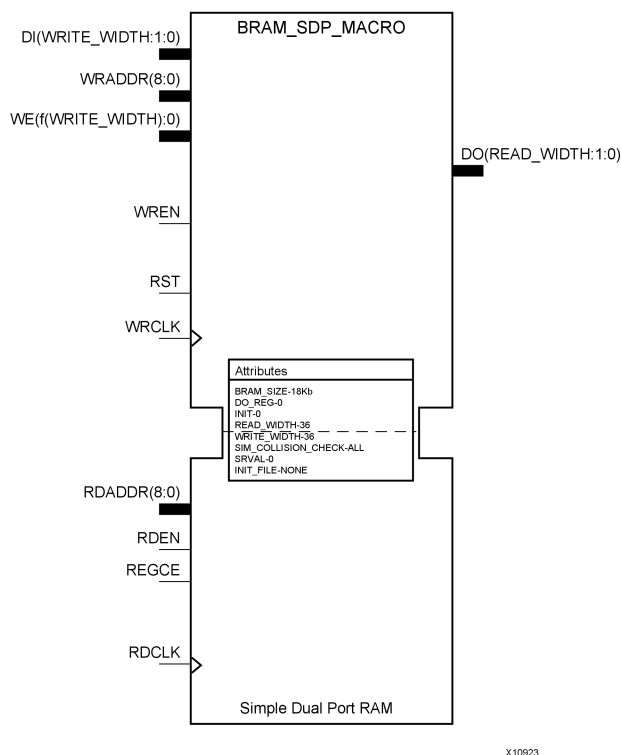 BRAM_SDP_MACRO
DI(WRITE_WIDTH:1:0)
WRADDR(8:0)
WE(f(WRITE_WIDTH):0)
DO(READ_WIDTH:1:0)
WREN
RST
WRCLK
Attributes
BRAM_SIZE-18Kb
DO_REG-0
INIT-0
READ_WIDTH-36
WRITE_WIDTH-36
SIM_COLLISION_CHECK-ALL
SRVAL-0
INIT_FILE-NONE
RDADDR(8:0)
RDEN
REGCE
RDCLK
Simple Dual Port RAM
X10923